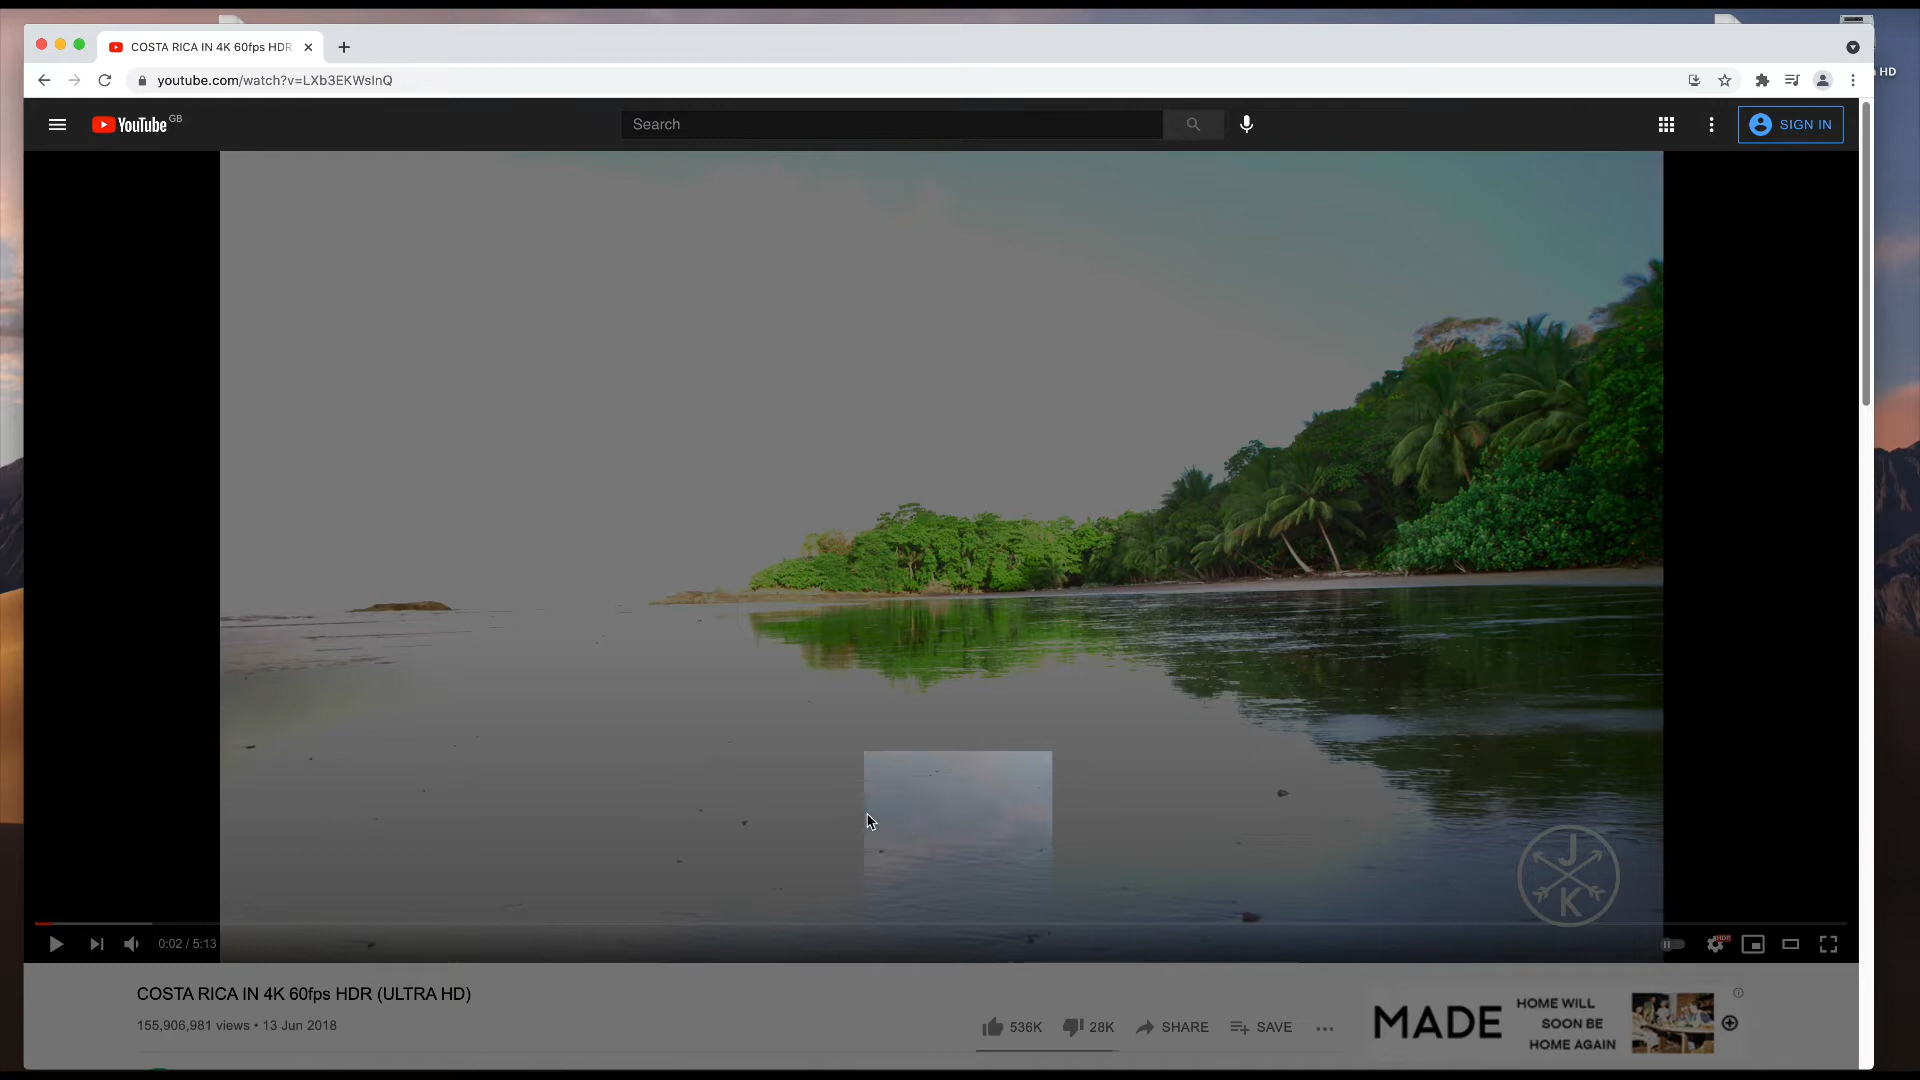 COSTA RICA IN 4K 60fps HDR
HD
youtube.com/watch?v=LXb3EKWsInQ
YouTube GB
Search
SIGN IN
J
K
0:02 / 5:13
HDR
COSTA RICA IN 4K 60fps HDR (ULTRA HD)
155,906,981 views • 13 Jun 2018
536K
28K
SHARE
SAVE
MADE
HOME WILL
SOON BE
HOME AGAIN